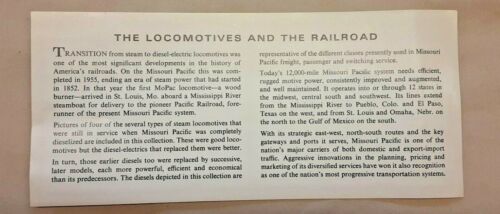 THE LOCOMOTIVES AND THE RAILROAD
TRANSITION from steam to diesel-electric locomotives was
one of the most significant developments in the history of
America's railroads. On the Missouri Pacific this was com-
pleted in 1955, ending an era of steam power that had started
in 1852. In that year the first MoPac locomotive—a wood
burner—arrived in St. Louis, Mo. aboard a Mississippi River
steamboat for delivery to the pioneer Pacific Railroad, fore-
runner of the present Missouri Pacific system.
Pictures of four of the several types of steam locomotives that
were still in service when Missouri Pacific was completely
dieselized are included in this collection. These were good loco-
motives but the diesel-electrics that replaced them were better.
In turn, those earlier diesels too were replaced by successive,
later models, each more powerful, efficient and economical
than its predecessors. The diesels depicted in this collection are
representative of the different classes presently used in Missouri
Pacific freight, passenger and switching service.
Today's 12,000-mile Missouri Pacific system needs efficient,
rugged motive power, consistently improved and augmented,
and well maintained. It operates into or through 12 states in
the midwest, central south and southwest. Its lines extend
from the Mississippi River to Pueblo, Colo. and El Paso,
Texas on the west, and from St. Louis and Omaha, Nebr. on
the north to the Gulf of Mexico on the south.
With its strategic east-west, north-south routes and the key
gateways and ports it serves, Missouri Pacific is one of the
nation's major carriers of both domestic and export-import
traffic. Aggressive innovations in the planning, pricing and
marketing of its diversified services have won it also recognition
as one of the nation's most progressive transportation systems.